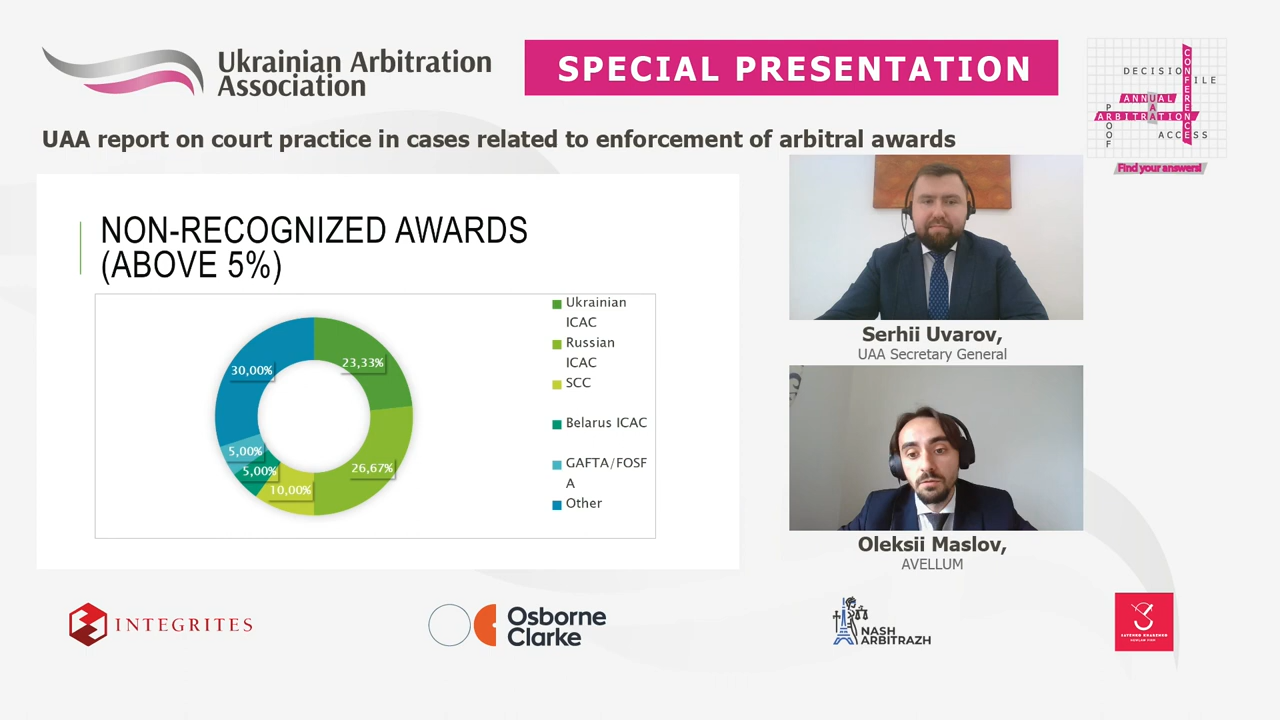 Ukrainian Arbitration
Association
SPECIAL PRESENTATION
DECISION FILE
CONFERENCE
ANNUAL
UAA
ARBITRATION
PROOF
ACCESS
Find your answers!
UAA report on court practice in cases related to enforcement of arbitral awards
NON-RECOGNIZED AWARDS
(ABOVE 5%)
23,33%
26,67%
10,00%
5,00%
5,00%
30,00%
Ukrainian
ICAC
Russian
ICAC
SCC
Belarus ICAC
GAFTA/FOSF
A
Other
Serhii Uvarov,
UAA Secretary General
Oleksii Maslov,
AVELLUM
INTEGRITES
Osborne
Clarke
NASH
ARBITRAZH